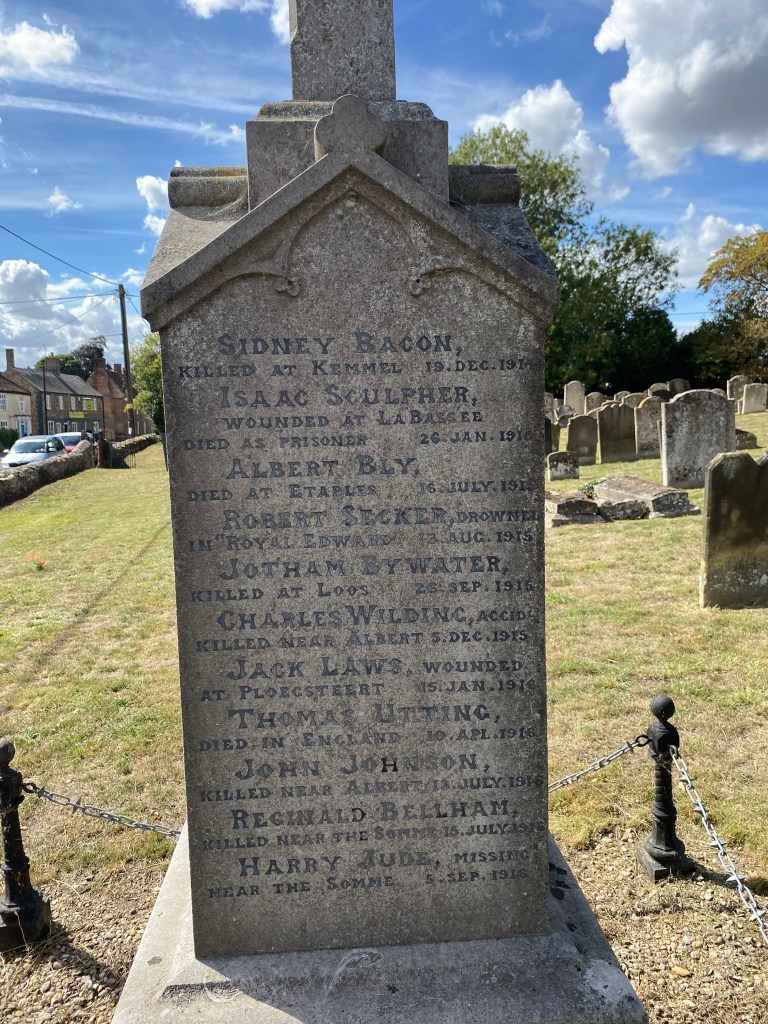 SIDNEY BACON,
KILLED AT KEMMEL 19.DEC.1914
ISAAC SCULPHER,
WOUNDED AT LABASSEE
DIED AS PRISONER 26.JAN.1915
ALBERT BLY,
DIED AT ETAPLES 16.JULY.1915
ROBERT SECKER, DROWNED
IN "ROYAL EDWARD" 13.AUG.1915
JOTHAM BYWATER,
KILLED AT LOOS 26.SEP.1915
CHARLES WILDING, ACCID:
KILLED NEAR ALBERT 5.DEC.1915
JACK LAWS, WOUNDED
AT PLOEGSTEERT 15.JAN.1916
THOMAS UTTING,
DIED IN ENGLAND 10.APL.1916
JOHN JOHNSON,
KILLED NEAR ALBERT 13.JULY.1916
REGINALD BELLHAM,
KILLED NEAR THE SOMME 15.JULY.1916
HARRY JUDE, MISSING
NEAR THE SOMME 5.SEP.1916